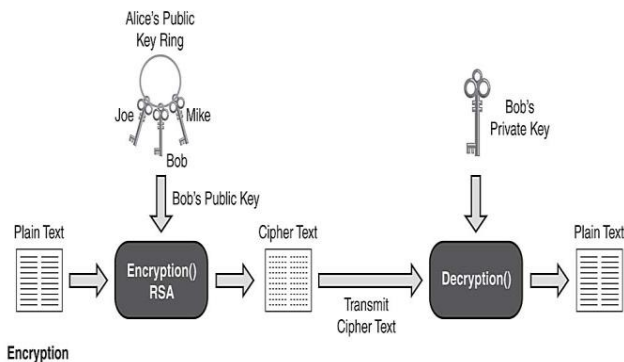 Alice's Public
Key Ring
Joe
Mike
Bob
Bob's
Private Key
Bob's Public Key
Plain Text
Cipher Text
Plain Text
Encryption()
RSA
Decryption()
Transmit
Cipher Text
Encryption